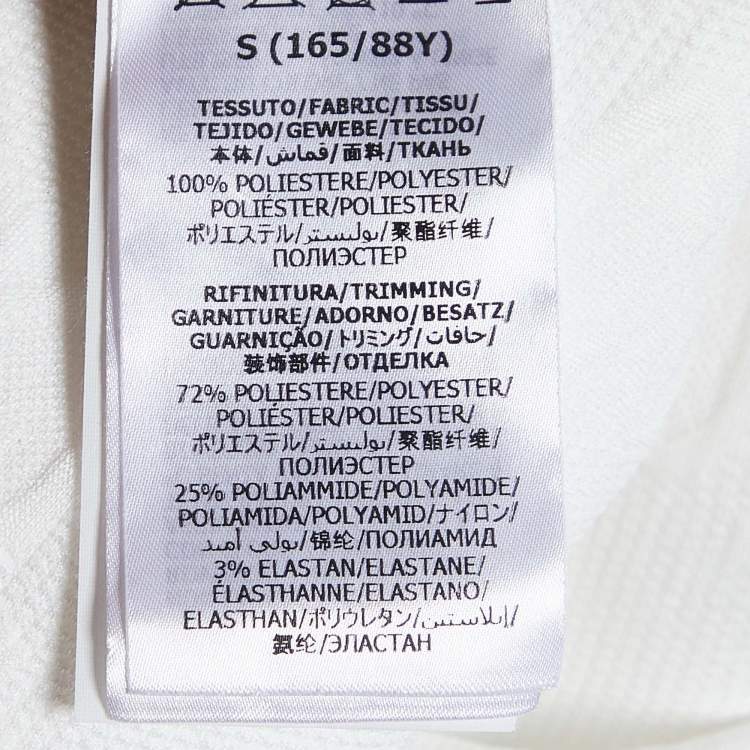 S (165/88Y)
TESSUTO/FABRIC/TISSU/
TEJIDO/GEWEBE/TECIDO/
本体/قماش/面料/ТКАНЬ
100% POLIESTERE/POLYESTER/
POLIÉSTER/POLIESTER/
ポリエステル/بوليستر/聚酯纤维/
ПОЛИЭСТЕР
RIFINITURA/TRIMMING/
GARNITURE/ADORNO/BESATZ/
GUARNIÇÃO/トリミング/حافات/
装饰部件/ОТДЕЛКА
72% POLIESTERE/POLYESTER/
POLIÉSTER/POLIESTER/
ポリエステル/بوليستر/聚酯纤维/
ПОЛИЭСТЕР
25% POLIAMMIDE/POLYAMIDE/
POLIAMIDA/POLYAMID/ナイロン/
بولي أميد/锦纶/ПОЛИАМИД
3% ELASTAN/ELASTANE/
ÉLASTHANNE/ELASTANO/
ELASTHAN/ポリウレタン/إيلاستين/
氨纶/ЭЛАСТАН